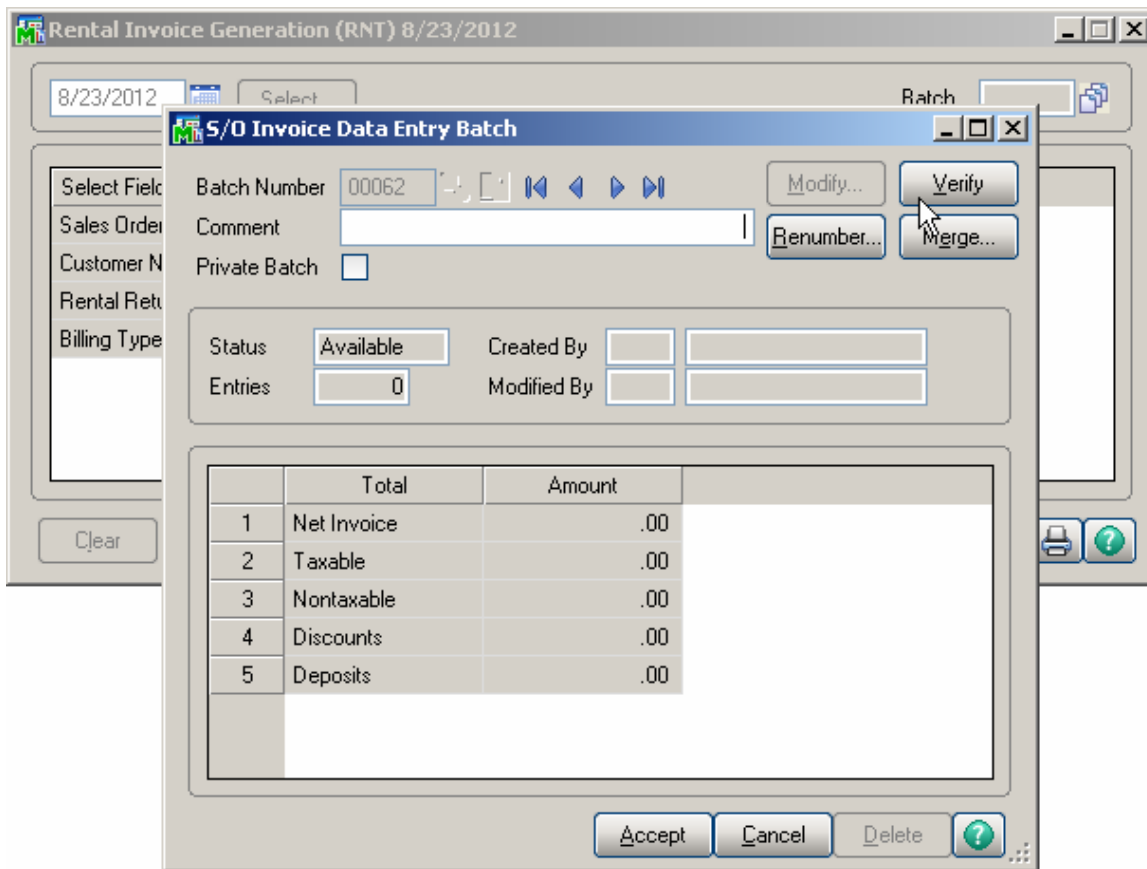 Rental Invoice Generation (RNT) 8/23/2012
8/23/2012 Select... Batch
S/O Invoice Data Entry Batch
Batch Number 00062 Modify... Verify
Comment Renumber... Merge...
Private Batch
Select Field
Sales Order
Customer N
Rental Retu
Billing Type
Status Available Created By
Entries 0 Modified By
Total Amount
1 Net Invoice .00
2 Taxable .00
3 Nontaxable .00
4 Discounts .00
5 Deposits .00
Clear
Accept Cancel Delete